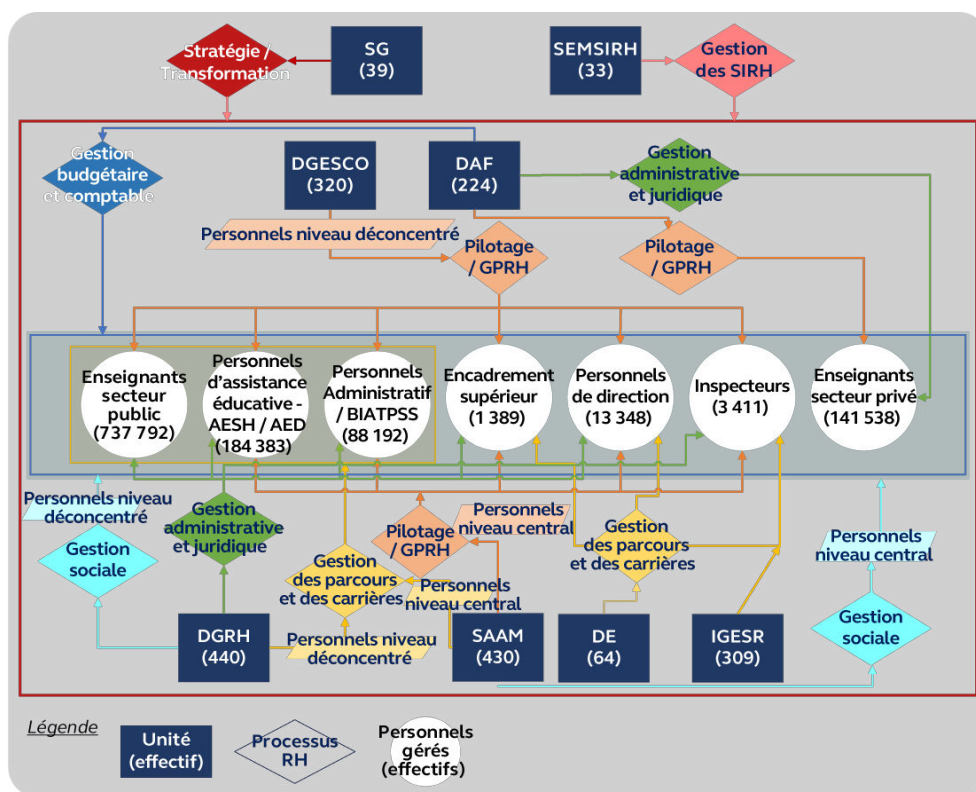 Stratégie /
Transformation
SG
(39)
SEMSIRH
(33)
Gestion
des SIRH
Gestion
budgétaire
et comptable
DGESCO
(320)
DAF
(224)
Gestion
administrative
et juridique
Personnels niveau déconcentré
Pilotage
/ GPRH
Pilotage
/ GPRH
Enseignants
secteur
public
(737 792)
Personnels
d'assistance
éducative -
AESH / AED
(184 383)
Personnels
Administratif
/ BIATPSS
(88 192)
Encadrement
supérieur
(1 389)
Personnels
de direction
(13 348)
Inspecteurs
(3 411)
Enseignants
secteur privé
(141 538)
Personnels niveau
déconcentré
Gestion
sociale
Gestion
administrative
et juridique
Gestion
des parcours
et des carrières
Pilotage
/ GPRH
Personnels
niveau central
Personnels
niveau central
Gestion
des parcours
et des carrières
Personnels
niveau central
Gestion
sociale
DGRH
(440)
Personnels niveau
déconcentré
SAAM
(430)
DE
(64)
IGESR
(309)
Légende
Unité
(effectif)
Processus
RH
Personnels
gérés
(effectifs)